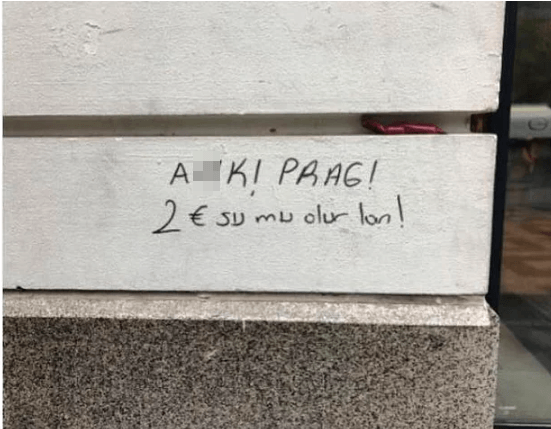 PRAG!
2 € su mu olur lan!